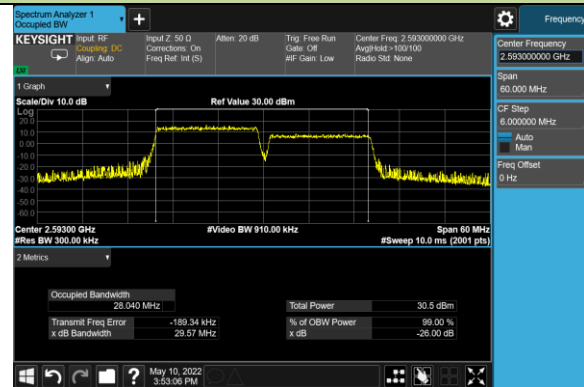 Spectrum Analyzer 1
Occupied BW
Frequency
KEYSIGHT
Input: RF
Coupling: DC
Align: Auto
Input Z: 50 Ω
Corrections: On
Freq Ref: Int (S)
Atten: 20 dB
Trig: Free Run
Gate: Off
#IF Gain: Low
Center Freq: 2.593000000 GHz
Avg|Hold:>100/100
Radio Std: None
LXI
Center Frequency
2.593000000 GHz
Span
60.000 MHz
CF Step
6.000000 MHz
Auto
Man
Freq Offset
0 Hz
1 Graph
Scale/Div 10.0 dB
Ref Value 30.00 dBm
Log
20.0
10.0
0.00
-10.0
-20.0
-30.0
-40.0
-50.0
-60.0
Center 2.59300 GHz
#Video BW 910.00 kHz
Span 60 MHz
#Res BW 300.00 kHz
#Sweep 10.0 ms (2001 pts)
2 Metrics
Occupied Bandwidth
28.040 MHz
Total Power 30.5 dBm
Transmit Freq Error -189.34 kHz
% of OBW Power 99.00 %
x dB Bandwidth 29.57 MHz
x dB -26.00 dB
?
May 10, 2022
3:53:06 PM